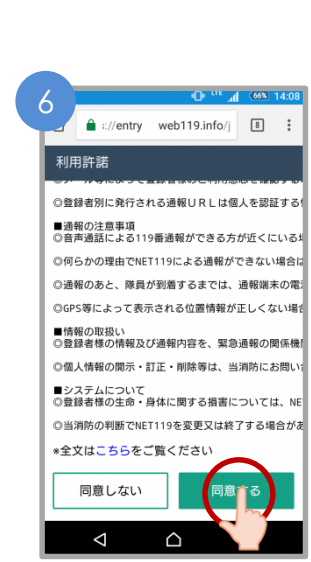 6
LTE 66% 14:08
://entry web119.info/j 8
利用許諾
◎登録者別に発行される通報ＵＲＬは個人を認証する
■通報の注意事項
◎音声通話による119番通報ができる方が近くにいる
◎何らかの理由でNET119による通報ができない場合は
◎通報のあと、隊員が到着するまでは、通報端末の電
◎GPS等によって表示される位置情報が正しくない場合
■情報の取扱い
◎登録者様の情報及び通報内容を、緊急通報の関係機
◎個人情報の開示・訂正・削除等は、当消防にお問い
■システムについて
◎登録者様の生命・身体に関する損害については、NE
◎当消防の判断でNET119を変更又は終了する場合があ
※全文はこちらをご覧ください
同意しない 同意する